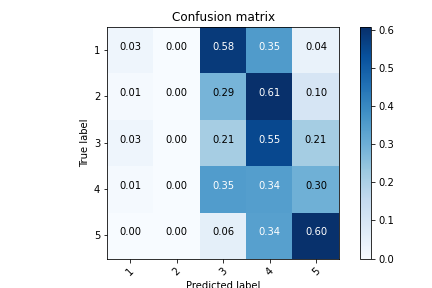 Confusion matrix
True label
1 0.03 0.00 0.58 0.35 0.04
2 0.01 0.00 0.29 0.61 0.10
3 0.03 0.00 0.21 0.55 0.21
4 0.01 0.00 0.35 0.34 0.30
5 0.00 0.00 0.06 0.34 0.60
1 2 3 4 5
Predicted label
0.6
0.5
0.4
0.3
0.2
0.1
0.0